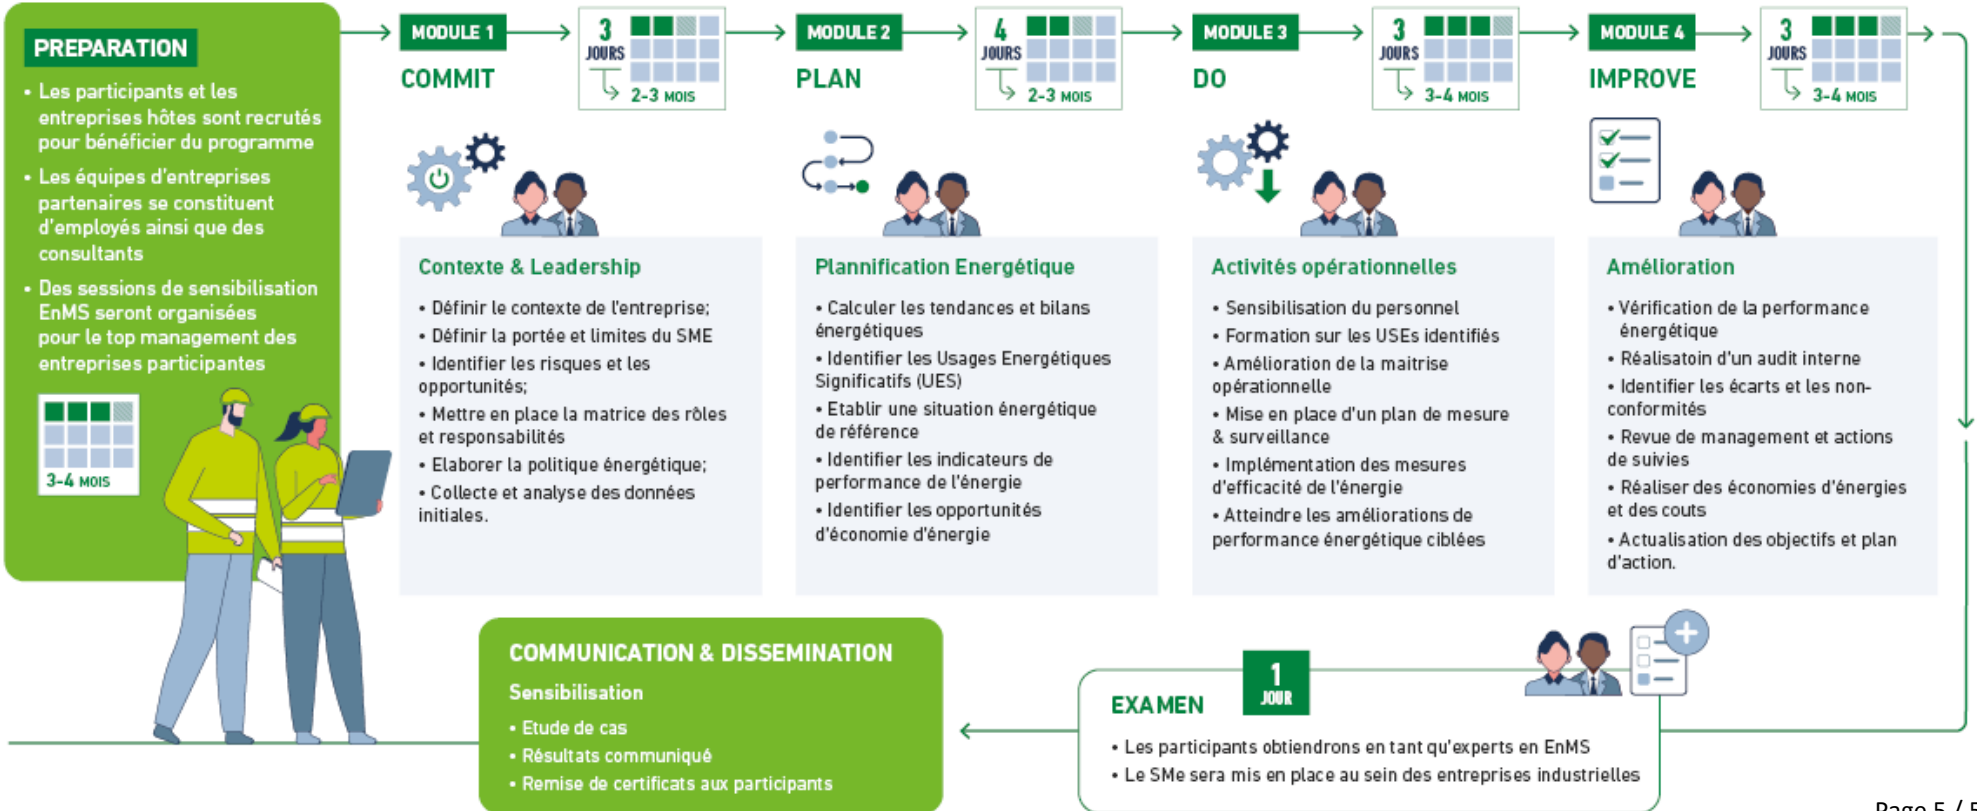 PREPARATION
• Les participants et les
entreprises hôtes sont recrutés
pour bénéficier du programme
• Les équipes d'entreprises
partenaires se constituent
d'employés ainsi que des
consultants
• Des sessions de sensibilisation
EnMS seront organisées
pour le top management des
entreprises participantes
3-4 MOIS
MODULE 1
COMMIT
3
JOURS
2-3 MOIS
Contexte & Leadership
• Définir le contexte de l'entreprise;
• Définir la portée et limites du SME
• Identifier les risques et les
opportunités;
• Mettre en place la matrice des rôles
et responsabilités
• Elaborer la politique énergétique;
• Collecte et analyse des données
initiales.
MODULE 2
PLAN
4
JOURS
2-3 MOIS
Plannification Energétique
• Calculer les tendances et bilans
énergétiques
• Identifier les Usages Energétiques
Significatifs (UES)
• Etablir une situation énergétique
de référence
• Identifier les indicateurs de
performance de l'énergie
• Identifier les opportunités
d'économie d'énergie
MODULE 3
DO
3
JOURS
3-4 MOIS
Activités opérationnelles
• Sensibilisation du personnel
• Formation sur les USEs identifiés
• Amélioration de la maitrise
opérationnelle
• Mise en place d'un plan de mesure
& surveillance
• Implémentation des mesures
d'efficacité de l'énergie
• Atteindre les améliorations de
performance énergétique ciblées
MODULE 4
IMPROVE
3
JOURS
3-4 MOIS
Amélioration
• Vérification de la performance
énergétique
• Réalisatoin d'un audit interne
• Identifier les écarts et les non-
conformités
• Revue de management et actions
de suivies
• Réaliser des économies d'énergies
et des couts
• Actualisation des objectifs et plan
d'action.
EXAMEN
1
JOUR
• Les participants obtiendrons en tant qu'experts en EnMS
• Le SMe sera mis en place au sein des entreprises industrielles
COMMUNICATION & DISSEMINATION
Sensibilisation
• Etude de cas
• Résultats communiqué
• Remise de certificats aux participants
Page 5 / 5